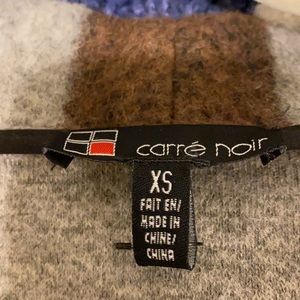 carré noir
XS
FAIT EN/
MADE IN
CHINE/
CHINA